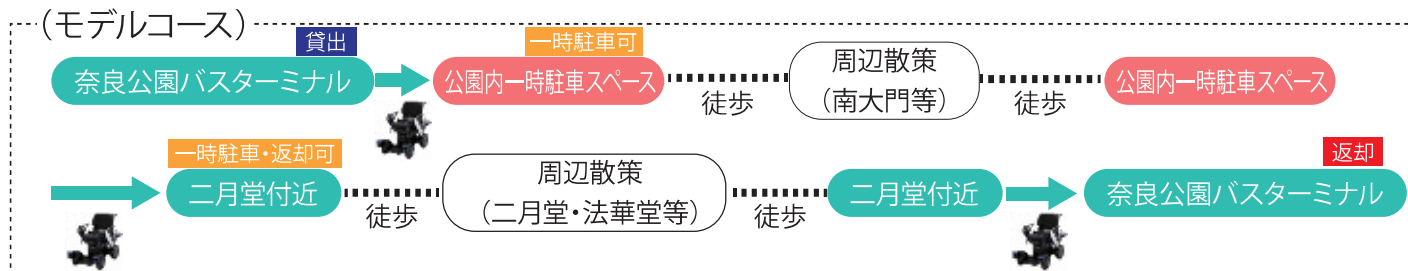 （モデルコース）
貸出
一時駐車可
奈良公園バスターミナル
公園内一時駐車スペース
徒歩
周辺散策
（南大門等）
徒歩
公園内一時駐車スペース
一時駐車・返却可
返却
二月堂付近
徒歩
周辺散策
（二月堂・法華堂等）
徒歩
二月堂付近
奈良公園バスターミナル